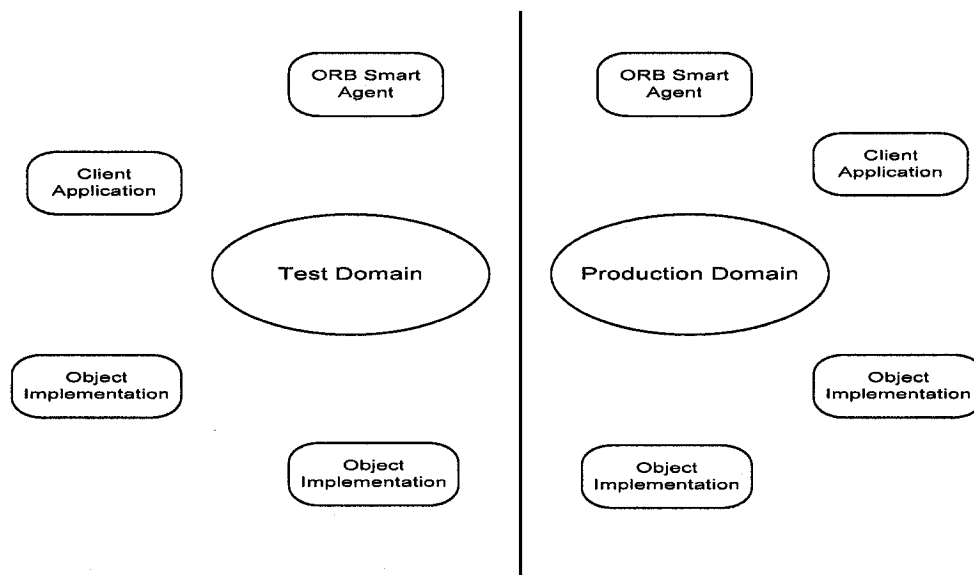 ORB Smart
Agent
Client
Application
Test Domain
Object
Implementation
Object
Implementation
ORB Smart
Agent
Client
Application
Production Domain
Object
Implementation
Object
Implementation